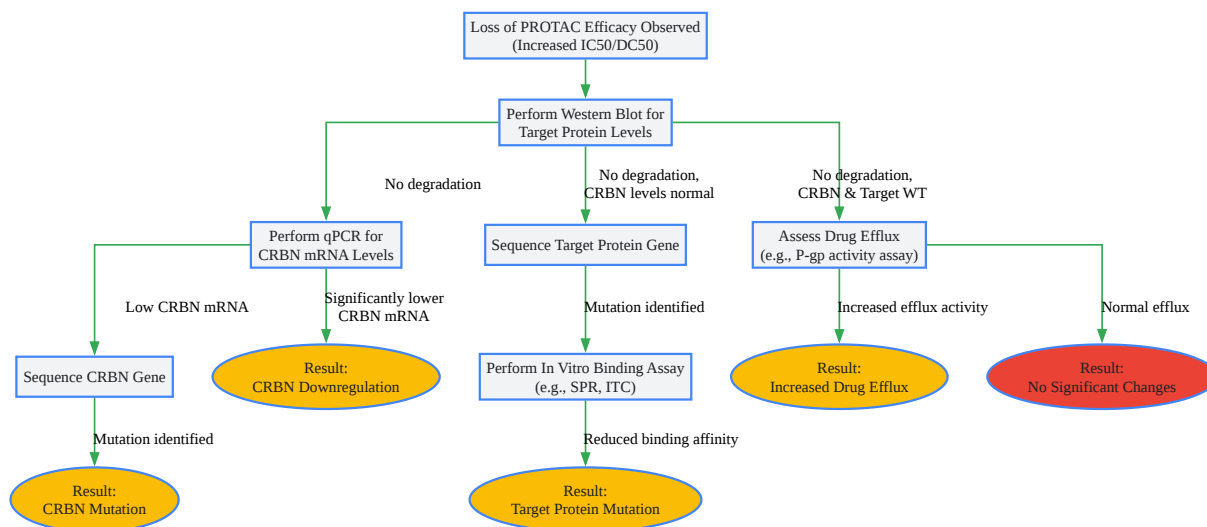 Loss of PROTAC Efficacy Observed
(Increased IC50/DC50)
Perform Western Blot for
Target Protein Levels
No degradation
No degradation,
CRBN levels normal
No degradation,
CRBN & Target WT
Perform qPCR for
CRBN mRNA Levels
Sequence Target Protein Gene
Assess Drug Efflux
(e.g., P-gp activity assay)
Low CRBN mRNA
Significantly lower
CRBN mRNA
Mutation identified
Increased efflux activity
Normal efflux
Sequence CRBN Gene
Result:
CRBN Downregulation
Perform In Vitro Binding Assay
(e.g., SPR, ITC)
Result:
Increased Drug Efflux
Result:
No Significant Changes
Mutation identified
Reduced binding affinity
Result:
CRBN Mutation
Result:
Target Protein Mutation